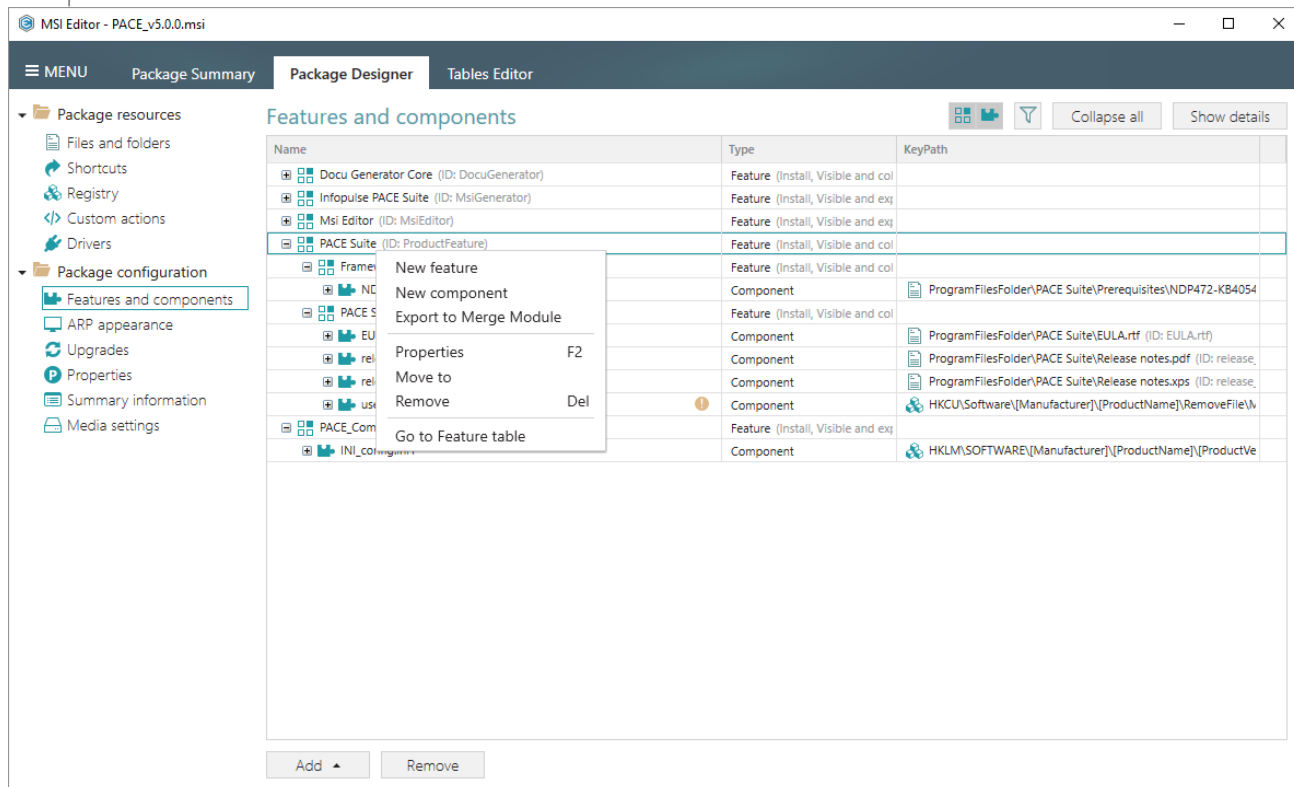 MSI Editor - PACE_v5.0.0.msi
MENU Package Summary Package Designer Tables Editor
Package resources
Files and folders
Shortcuts
Registry
Custom actions
Drivers
Package configuration
Features and components
ARP appearance
Upgrades
Properties
Summary information
Media settings
Features and components Collapse all Show details
Name Type KeyPath
Docu Generator Core (ID: DocuGenerator) Feature (Install, Visible and col
Infopulse PACE Suite (ID: MsiGenerator) Feature (Install, Visible and exp
Msi Editor (ID: MsiEditor) Feature (Install, Visible and exp
PACE Suite (ID: ProductFeature) Feature (Install, Visible and col
Framew Feature (Install, Visible and col
ND Component ProgramFilesFolder\PACE Suite\Prerequisites\NDP472-KB4054
PACE S Feature (Install, Visible and col
EU Component ProgramFilesFolder\PACE Suite\EULA.rtf (ID: EULA.rtf)
rel Component ProgramFilesFolder\PACE Suite\Release notes.pdf (ID: release_
rel Component ProgramFilesFolder\PACE Suite\Release notes.xps (ID: release_
use Component HKCU\Software\[Manufacturer]\[ProductName]\RemoveFile\
PACE_Com Feature (Install, Visible and exp
Component HKLM\SOFTWARE\[Manufacturer]\[ProductName]\[ProductVe
New feature
New component
Export to Merge Module
Properties F2
Move to
Remove Del
Go to Feature table
Add Remove